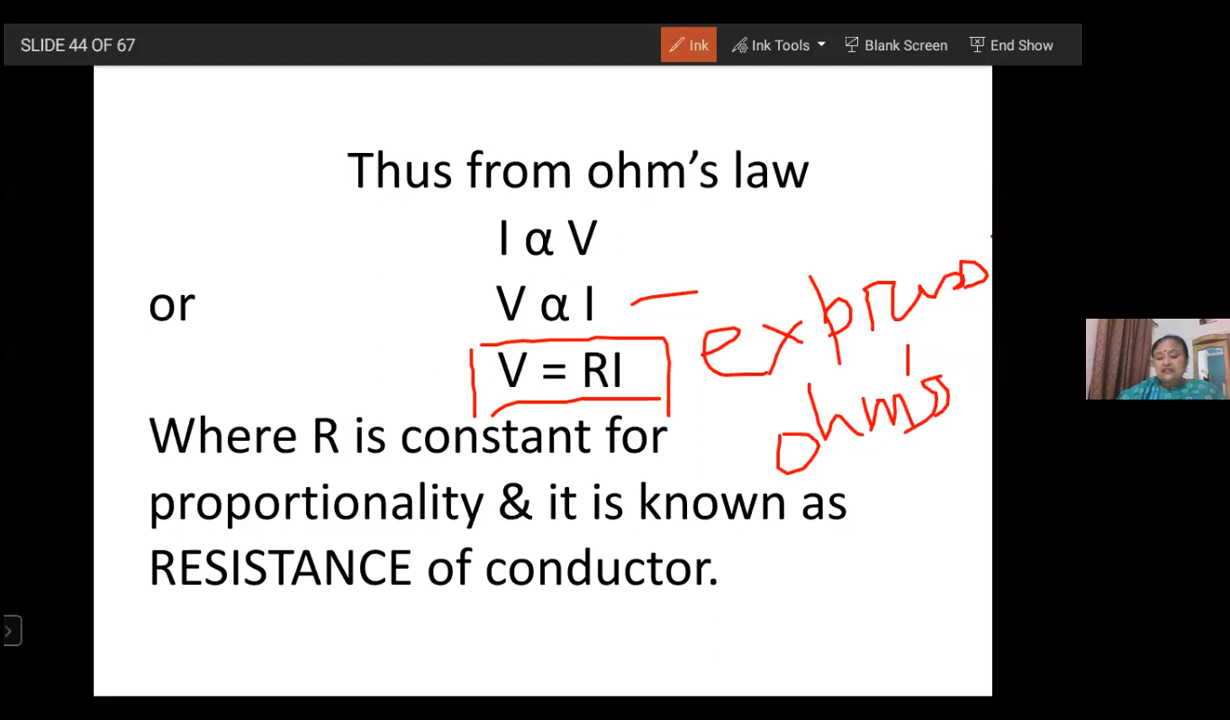 SLIDE 44 OF 67
Ink Ink Tools Blank Screen End Show
Thus from ohm's law
I α V
or V α I
V = RI
Where R is constant for
proportionality & it is known as
RESISTANCE of conductor.
ohm's